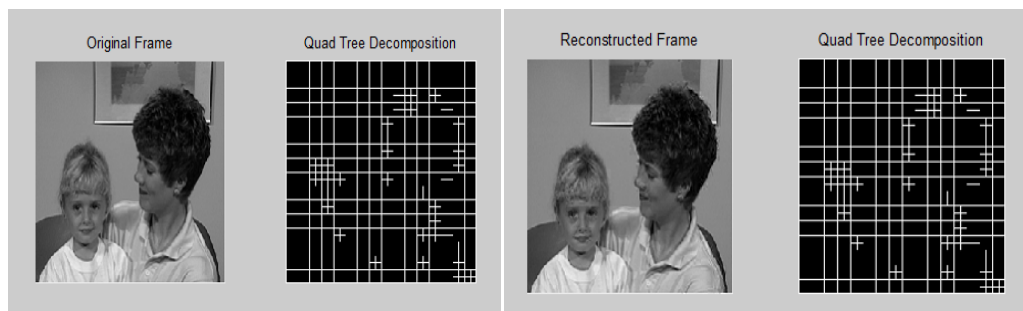 Original Frame
Quad Tree Decomposition
Reconstructed Frame
Quad Tree Decomposition